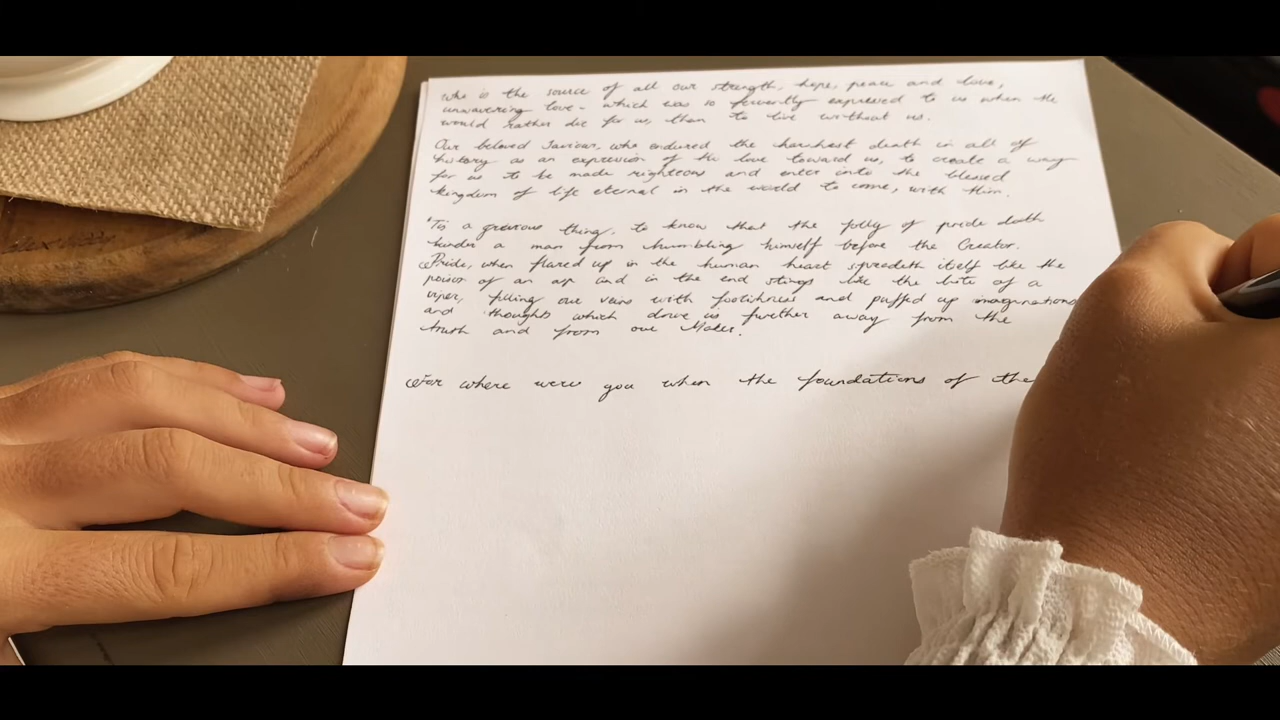 who is the source of all our strength, hope, peace and love,
unwavering love - which was so fervently expressed to us when He
would rather die for us, than to live without us.
Our beloved Saviour, who endured the harshest death in all of
history as an expression of His love toward us, to create a way
for us to be made righteous and enter into the blessed
kingdom of life eternal in the world to come, with Him.
'Tis a grievous thing, to know that the folly of pride doth
hinder a man from humbling himself before the Creator.
Pride, when flared up in the human heart spreadeth itself like the
poison of an asp and in the end stings like the bite of a
viper, filling our veins with foolishness and puffed up imaginations
and thoughts which drive us further away from the
truth and from our Maker.
For where were you when the foundations of the